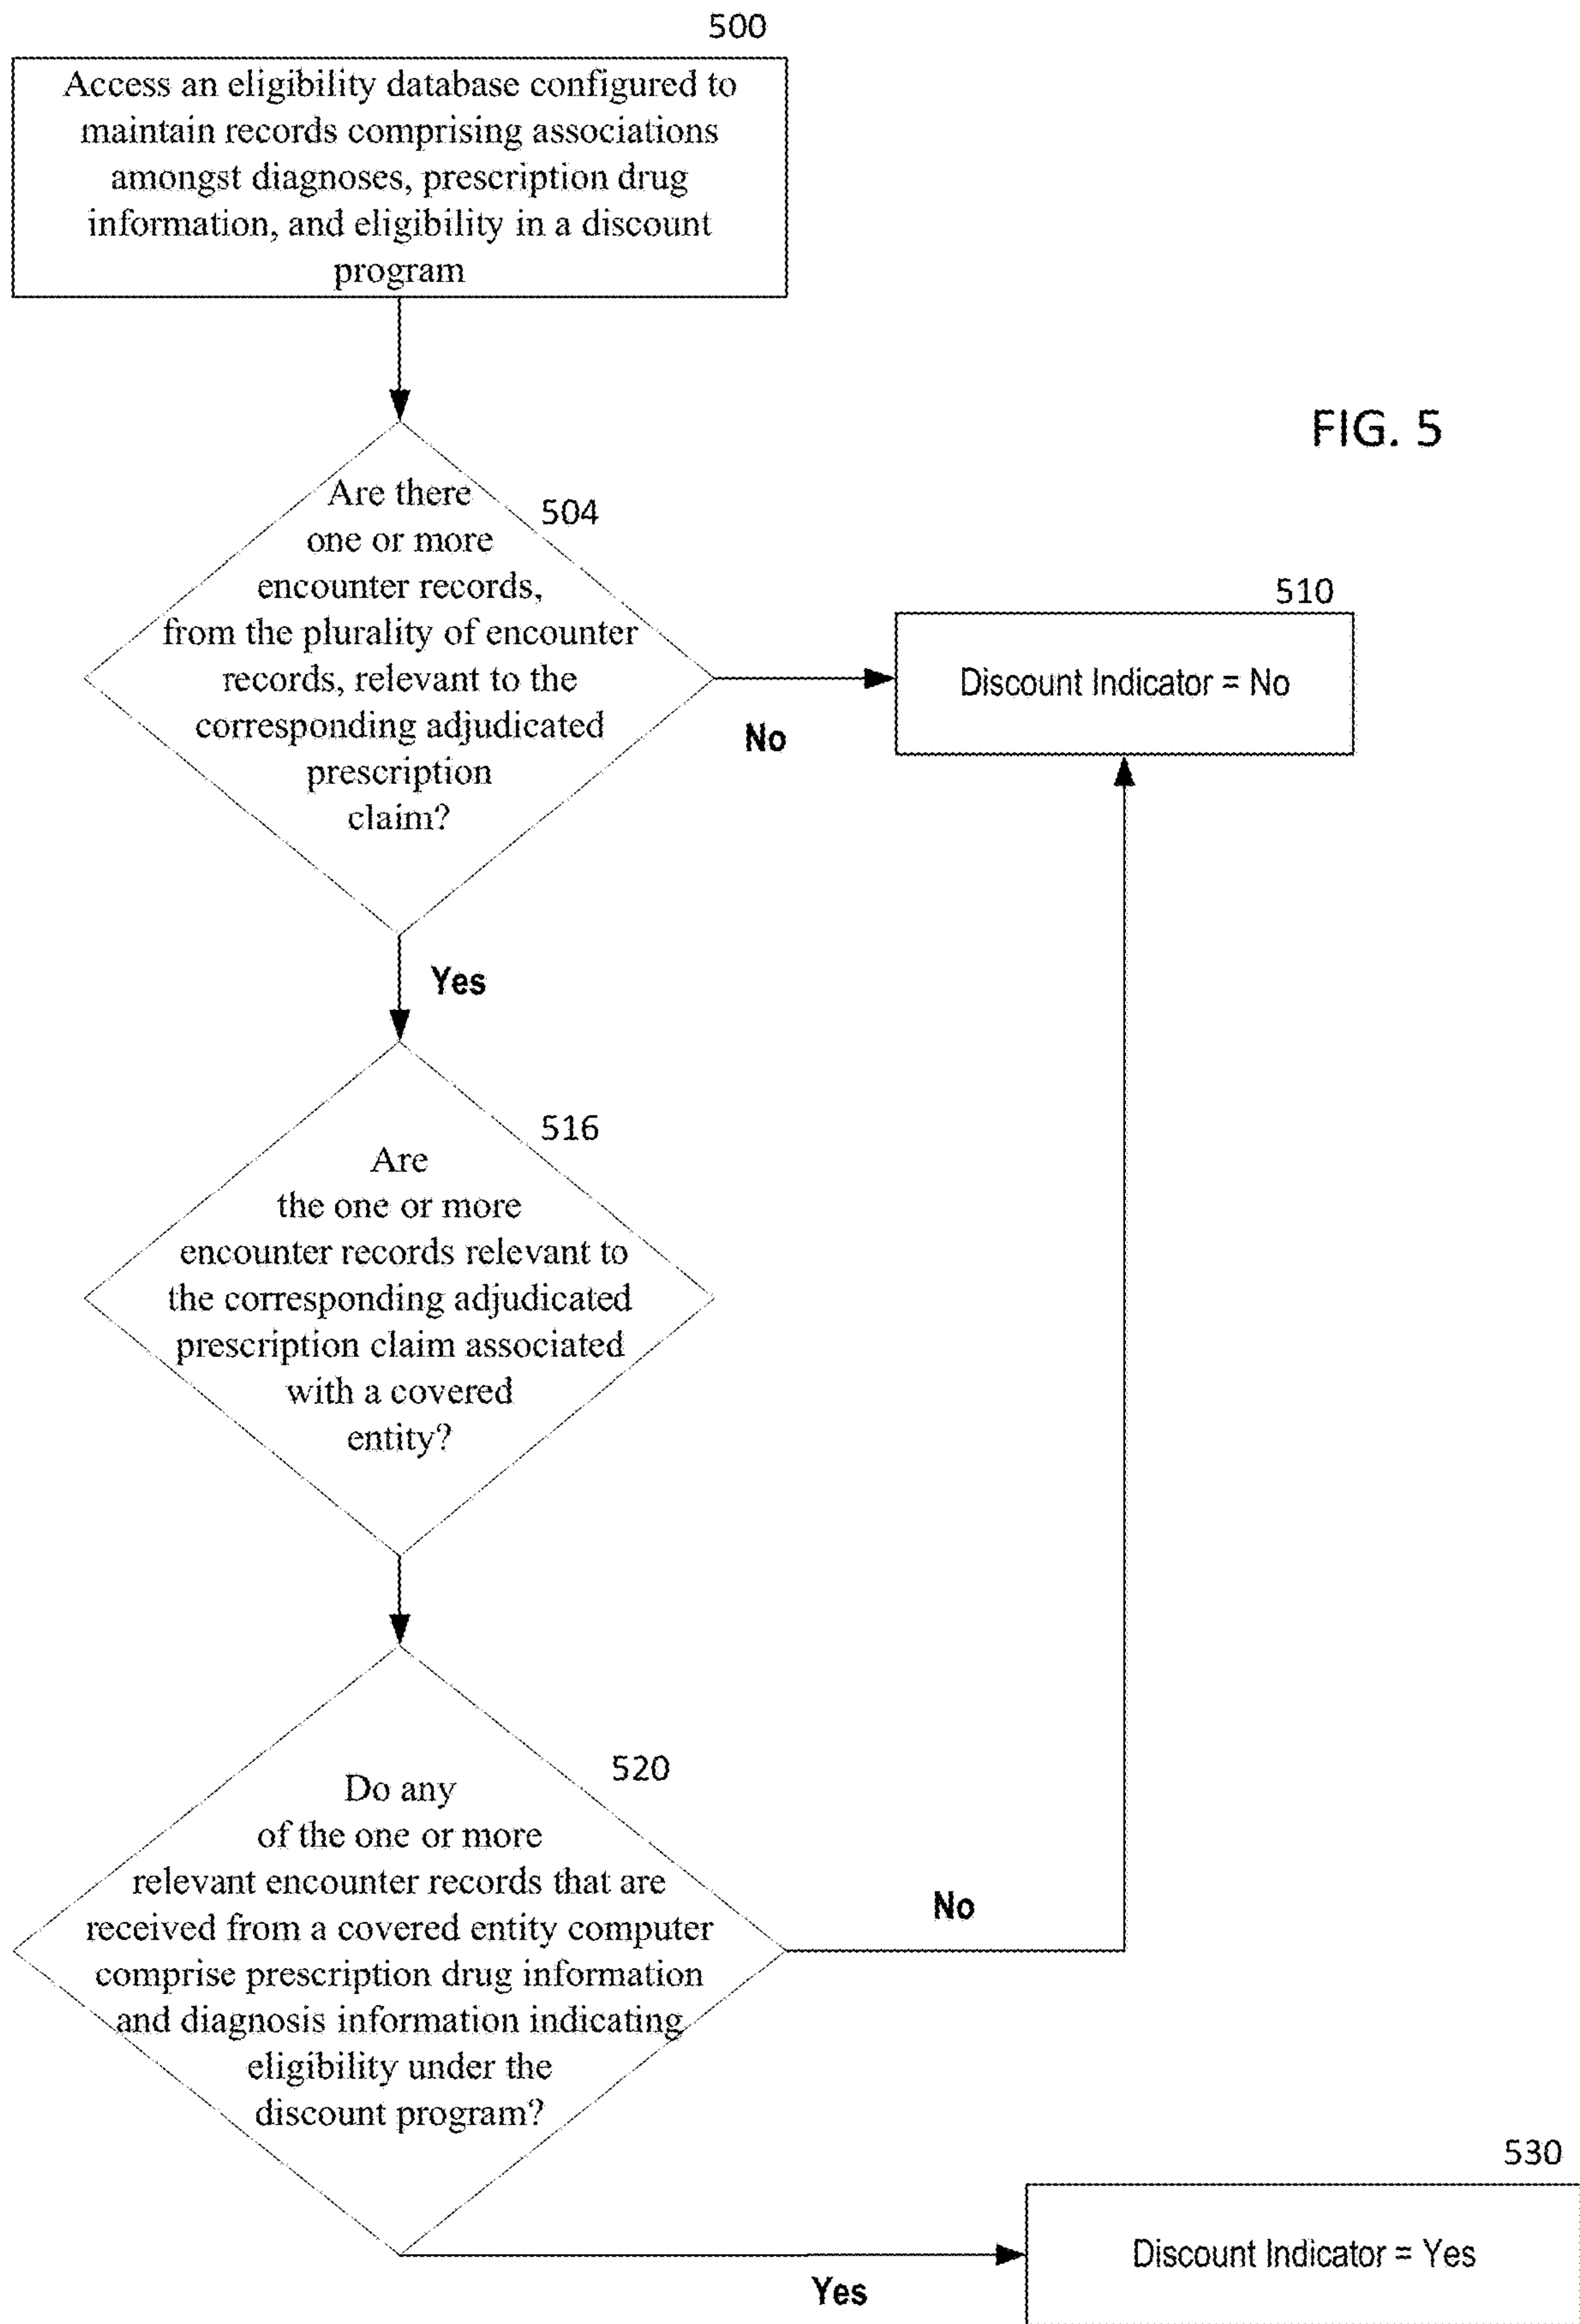 500
Access an eligibility database configured to
maintain records comprising associations
amongst diagnoses, prescription drug
information, and eligibility in a discount
program
FIG. 5
Are there
one or more
encounter records,
from the plurality of encounter
records, relevant to the
corresponding adjudicated
prescription
claim?
504
No
510
Discount Indicator = No
Yes
516
Are
the one or more
encounter records relevant to
the corresponding adjudicated
prescription claim associated
with a covered
entity?
520
Do any
of the one or more
relevant encounter records that are
received from a covered entity computer
comprise prescription drug information
and diagnosis information indicating
eligibility under the
discount program?
No
530
Discount Indicator = Yes
Yes